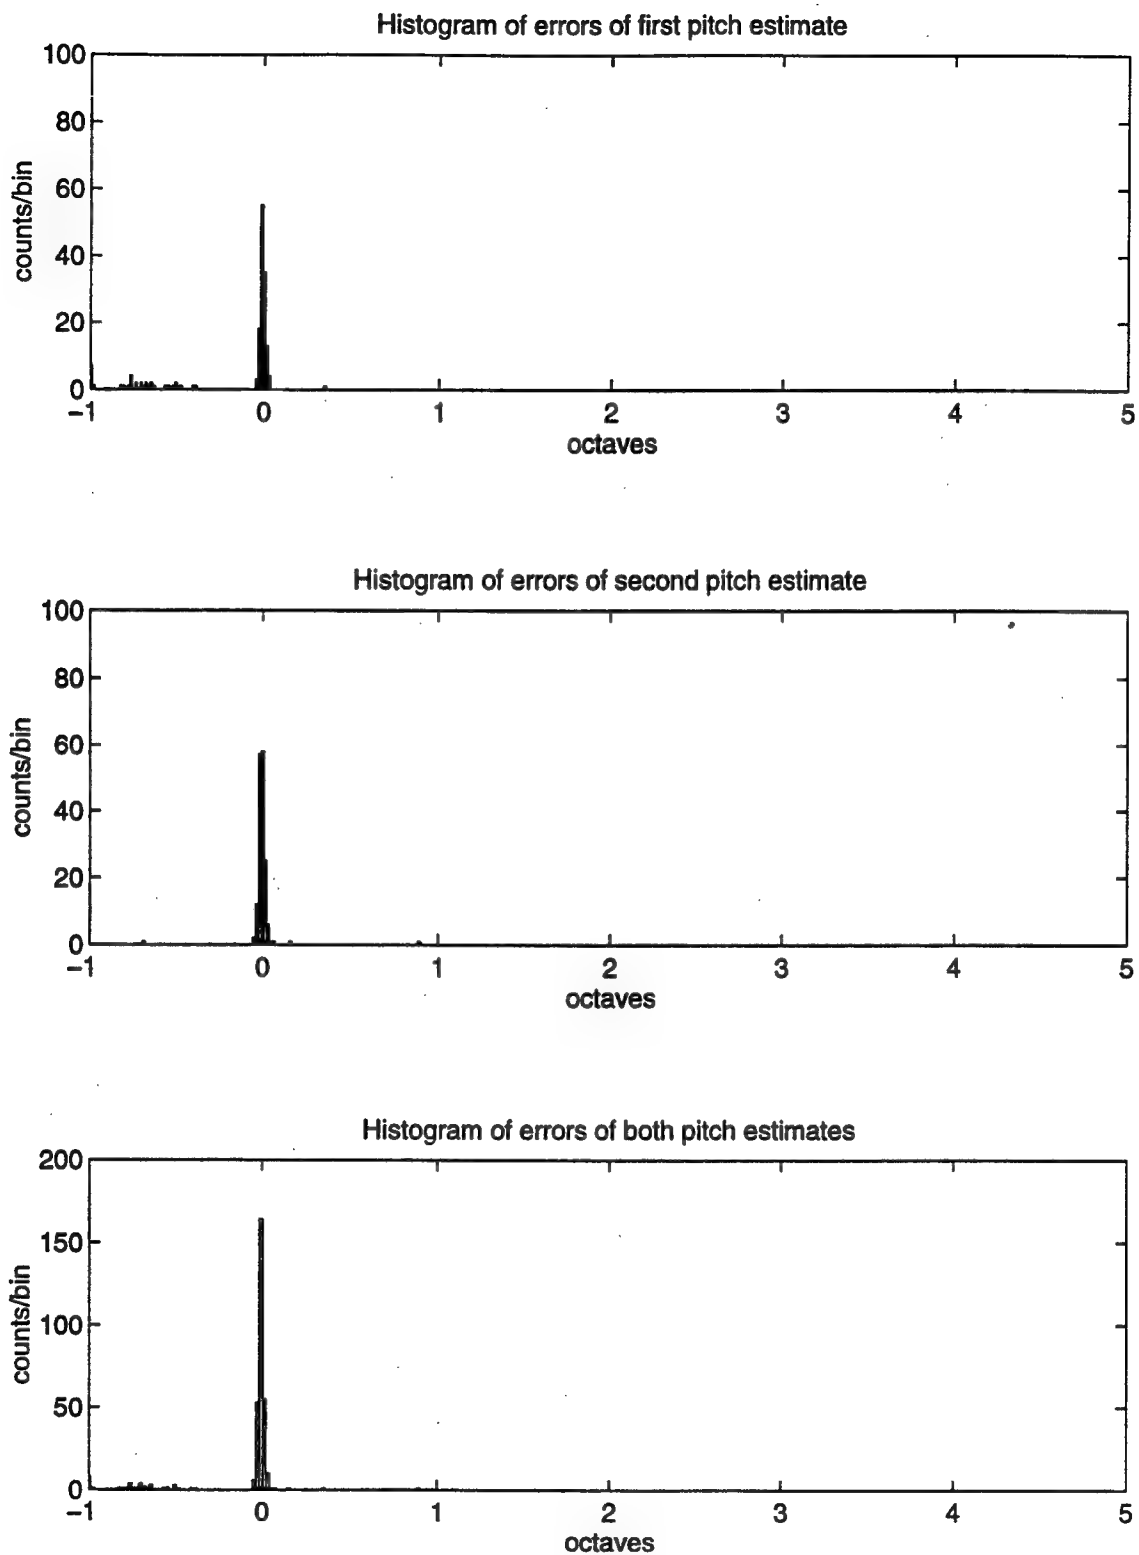 Histogram of errors of first pitch estimate
100
80
60
40
20
0
counts/bin
−1 0 1 2 3 4 5
octaves
Histogram of errors of second pitch estimate
100
80
60
40
20
0
counts/bin
−1 0 1 2 3 4 5
octaves
Histogram of errors of both pitch estimates
200
150
100
50
0
counts/bin
−1 0 1 2 3 4 5
octaves